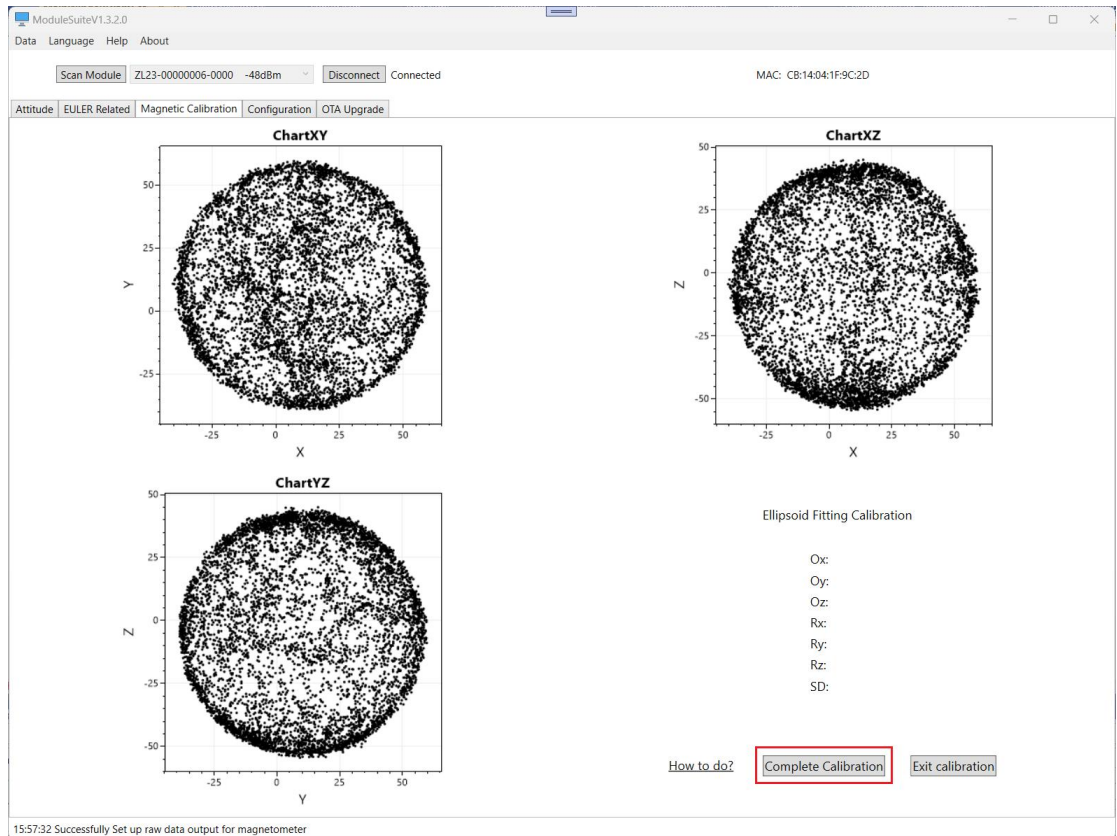 ModuleSuiteV1.3.2.0
Data Language Help About
Scan Module ZL23-00000006-0000 -48dBm Disconnect Connected MAC: CB:14:04:1F:9C:2D
Attitude EULER Related Magnetic Calibration Configuration OTA Upgrade
ChartXY
50
25
0
-25
Y
-25 0 25 50
X
ChartXZ
50
25
0
-25
-50
Z
-25 0 25 50
X
ChartYZ
50
25
0
-25
-50
Z
-25 0 25 50
Y
Ellipsoid Fitting Calibration
Ox:
Oy:
Oz:
Rx:
Ry:
Rz:
SD:
How to do? Complete Calibration Exit calibration
15:57:32 Successfully Set up raw data output for magnetometer